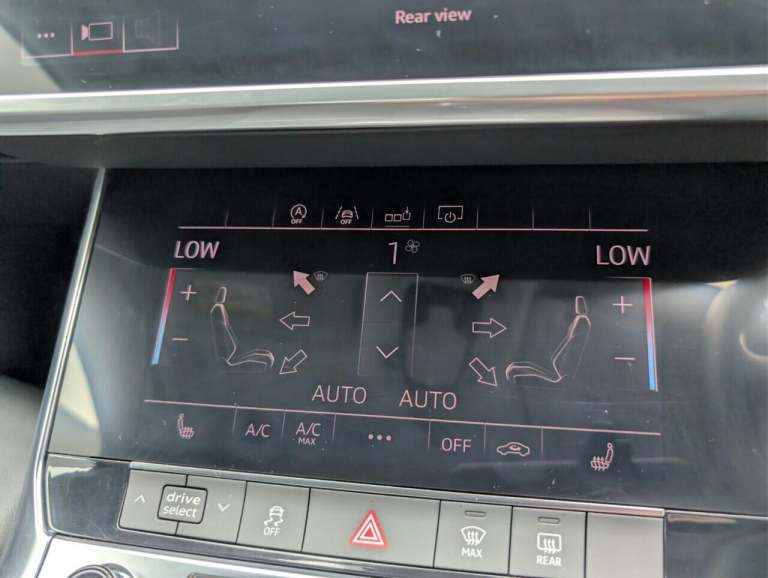 Rear view
A
OFF
OFF
LOW 1 LOW
+ +
- -
AUTO AUTO
A/C A/C MAX ... OFF
drive select
OFF
MAX
REAR